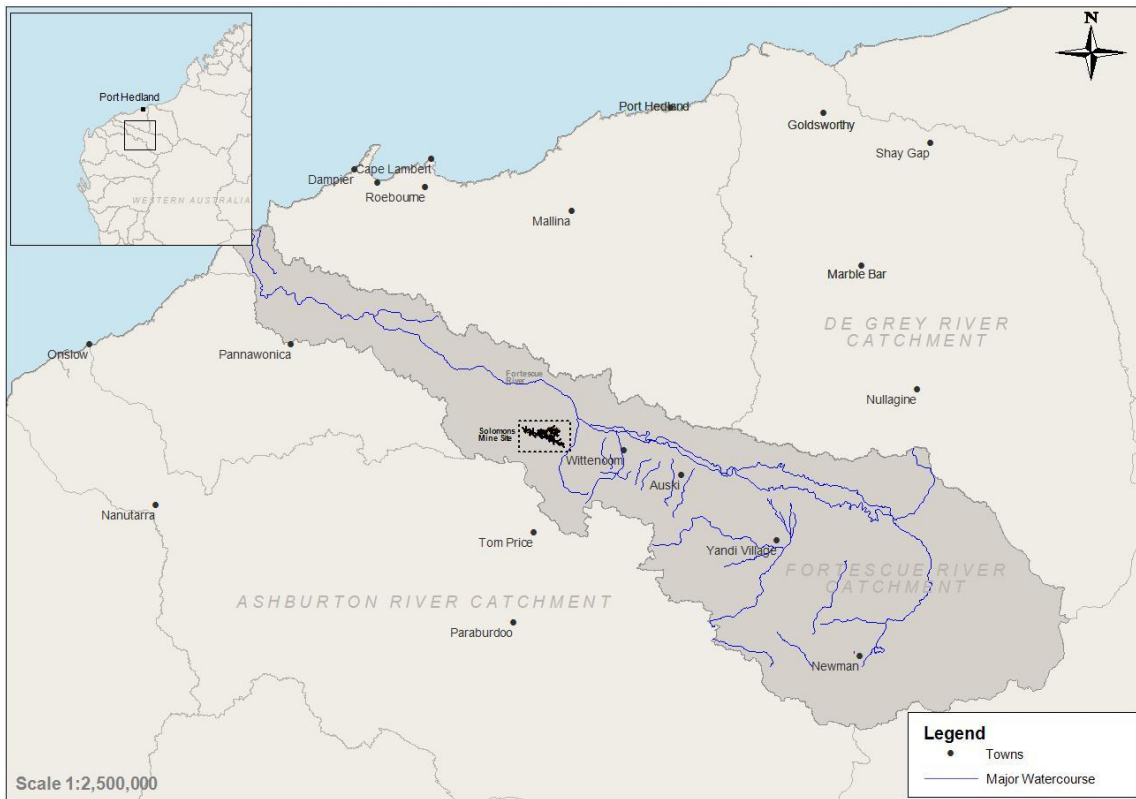 N
Port Hedland
WESTERN AUSTRALIA
Port Hedland
Goldsworthy
Shay Gap
Cape Lambert
Dampier
Roebourne
Mallina
Marble Bar
DE GREY RIVER
CATCHMENT
Onslow
Pannawonica
Fortescue
River
Nullagine
Solomons
Mine Site
Wittenoom
Auski
Nanutarra
Tom Price
Yandi Village
FORTESCUE RIVER
CATCHMENT
ASHBURTON RIVER CATCHMENT
Paraburdoo
Newman
Legend
Towns
Major Watercourse
Scale 1:2,500,000